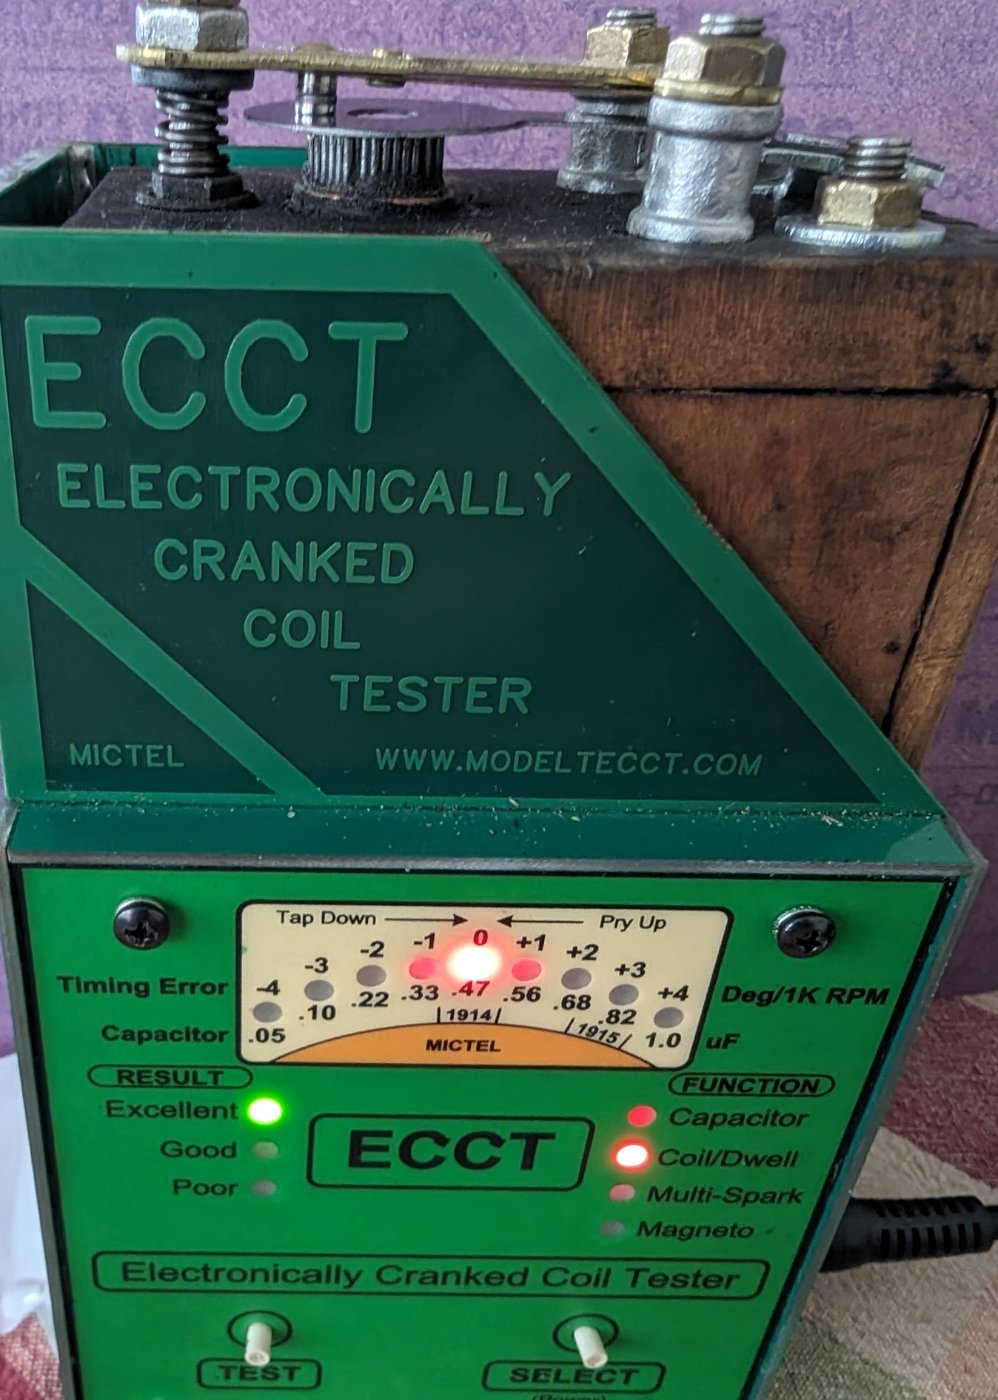 ECCT
ELECTRONICALLY
CRANKED
COIL
TESTER
MICTEL
WWW.MODELTECCT.COM
Tap Down
Pry Up
-4 -3 -2 -1 0 +1 +2 +3 +4
Timing Error
Deg/1K RPM
.05 .10 .22 .33 .47 .56 .68 .82 1.0
Capacitor
uF
1914
1915
MICTEL
RESULT
FUNCTION
Excellent
Good
Poor
ECCT
Capacitor
Coil/Dwell
Multi-Spark
Magneto
Electronically Cranked Coil Tester
TEST
SELECT